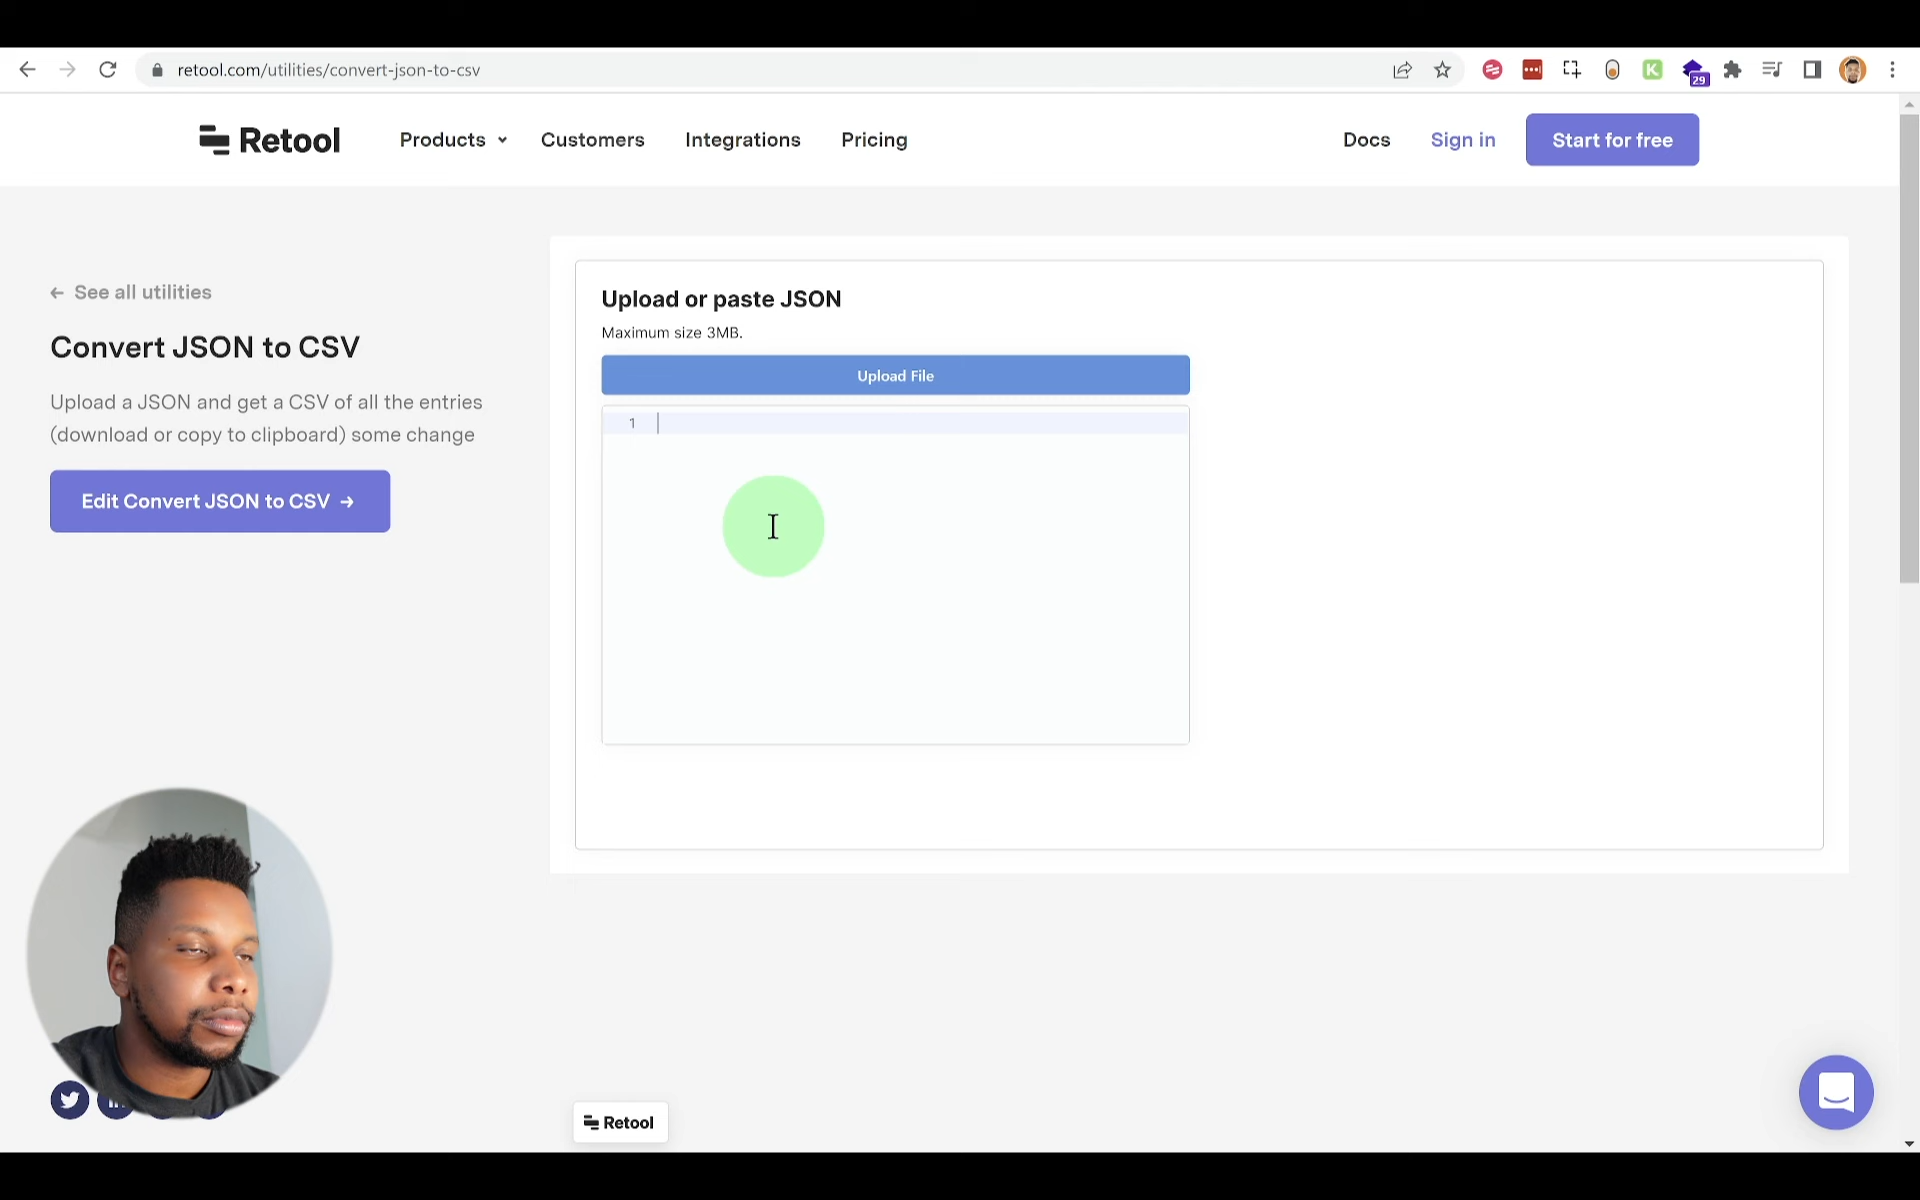 retool.com/utilities/convert-json-to-csv
K
29
Retool
Products
Customers
Integrations
Pricing
Docs
Sign in
Start for free
← See all utilities
Convert JSON to CSV
Upload a JSON and get a CSV of all the entries
(download or copy to clipboard) some change
Edit Convert JSON to CSV →
Upload or paste JSON
Maximum size 3MB.
Upload File
1
Retool